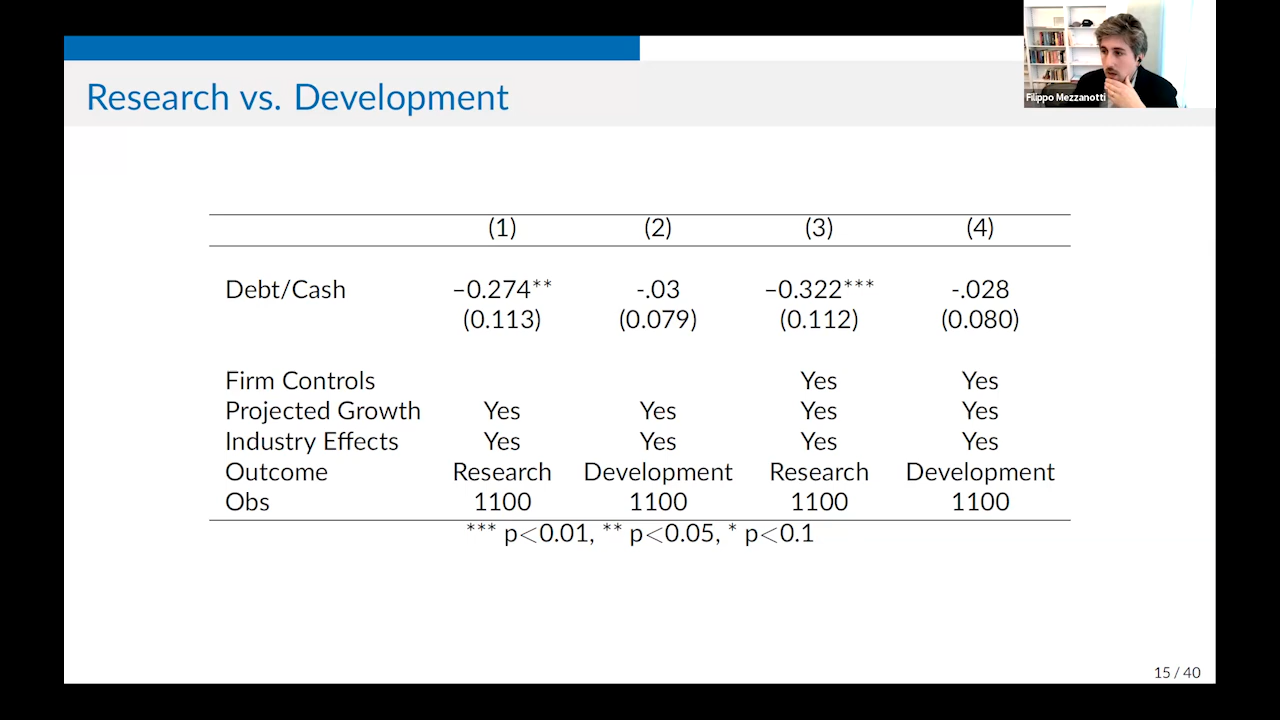 Filippo Mezzanotti
Research vs. Development
(1) (2) (3) (4)
Debt/Cash −0.274** -.03 −0.322*** -.028
(0.113) (0.079) (0.112) (0.080)
Firm Controls Yes Yes
Projected Growth Yes Yes Yes Yes
Industry Effects Yes Yes Yes Yes
Outcome Research Development Research Development
Obs 1100 1100 1100 1100
*** p<0.01, ** p<0.05, * p<0.1
15 / 40